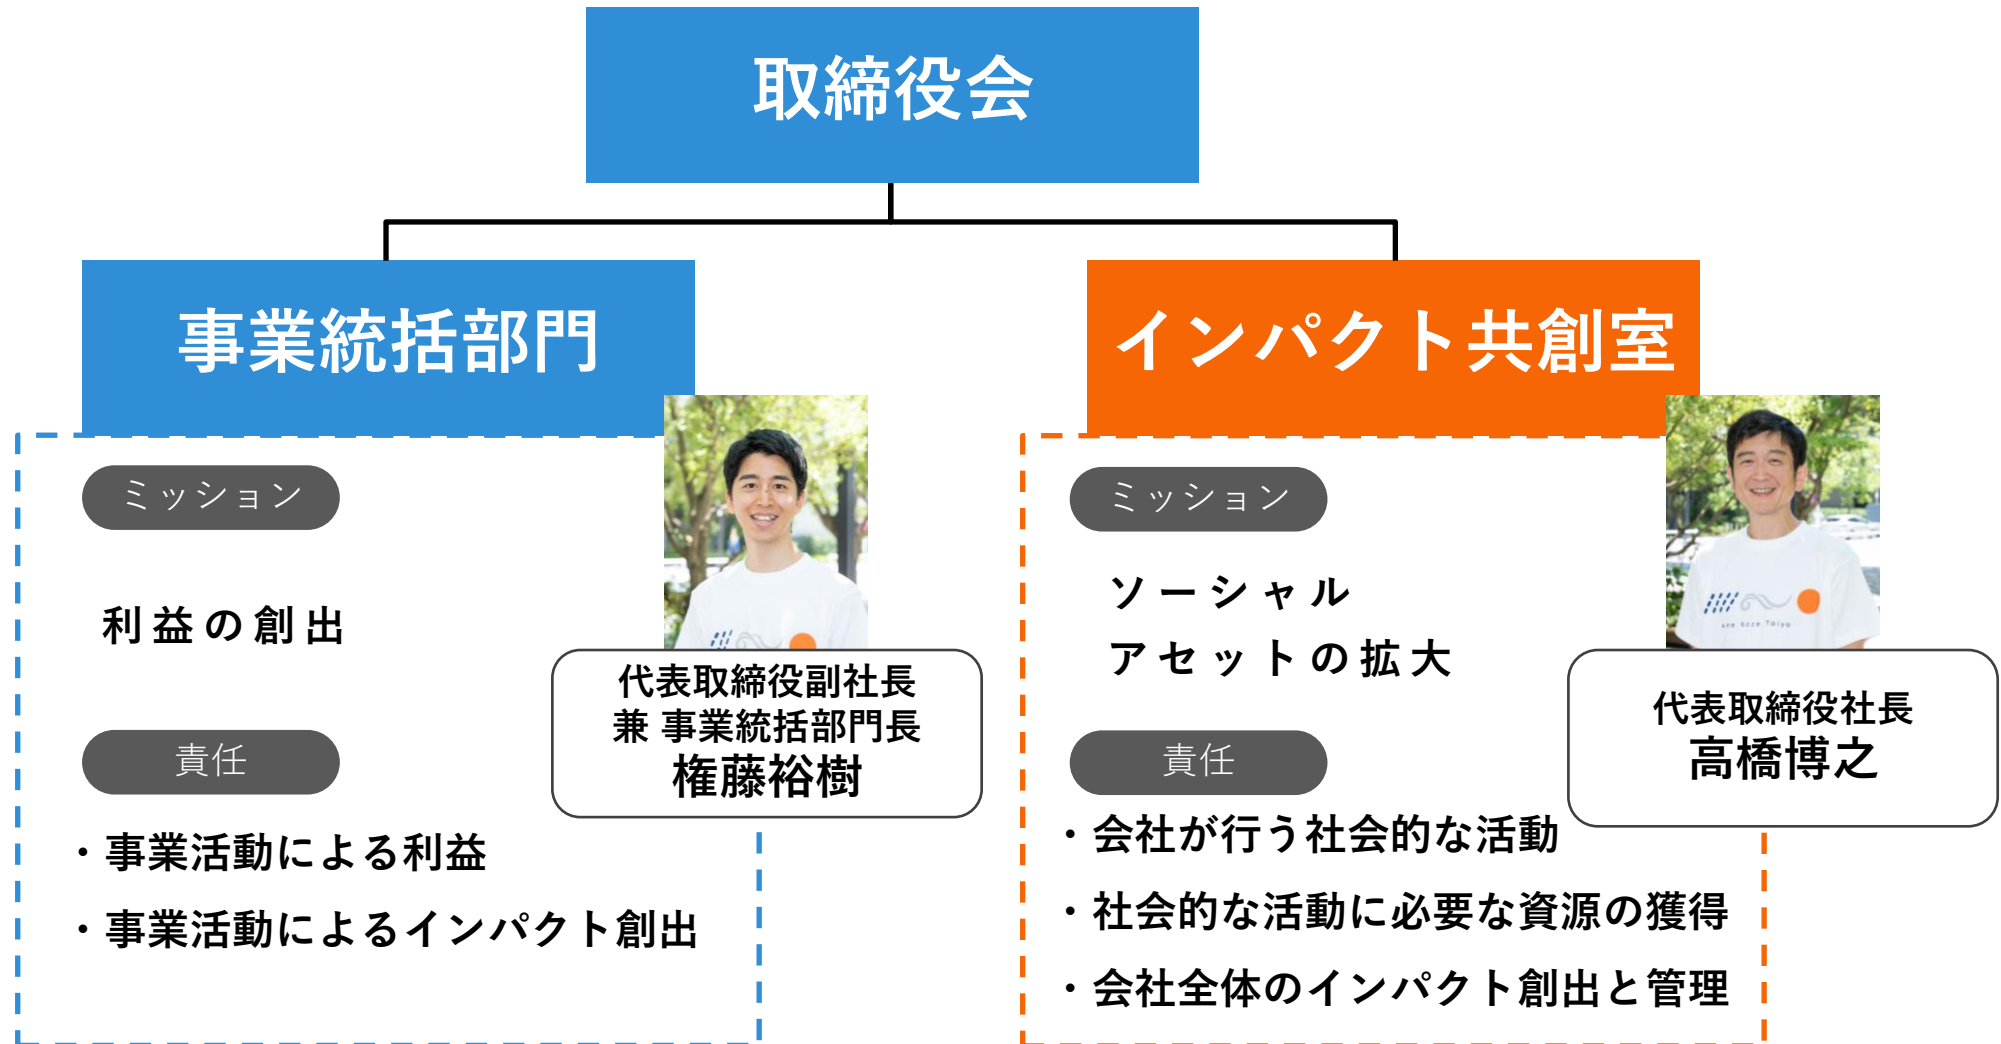 取締役会
事業統括部門
ミッション
利益の創出
代表取締役副社長
兼 事業統括部門長
権藤裕樹
責任
・事業活動による利益
・事業活動によるインパクト創出
インパクト共創室
ミッション
ソーシャル
アセットの拡大
Ame Kaze Taiyo
代表取締役社長
高橋博之
責任
・会社が行う社会的な活動
・社会的な活動に必要な資源の獲得
・会社全体のインパクト創出と管理